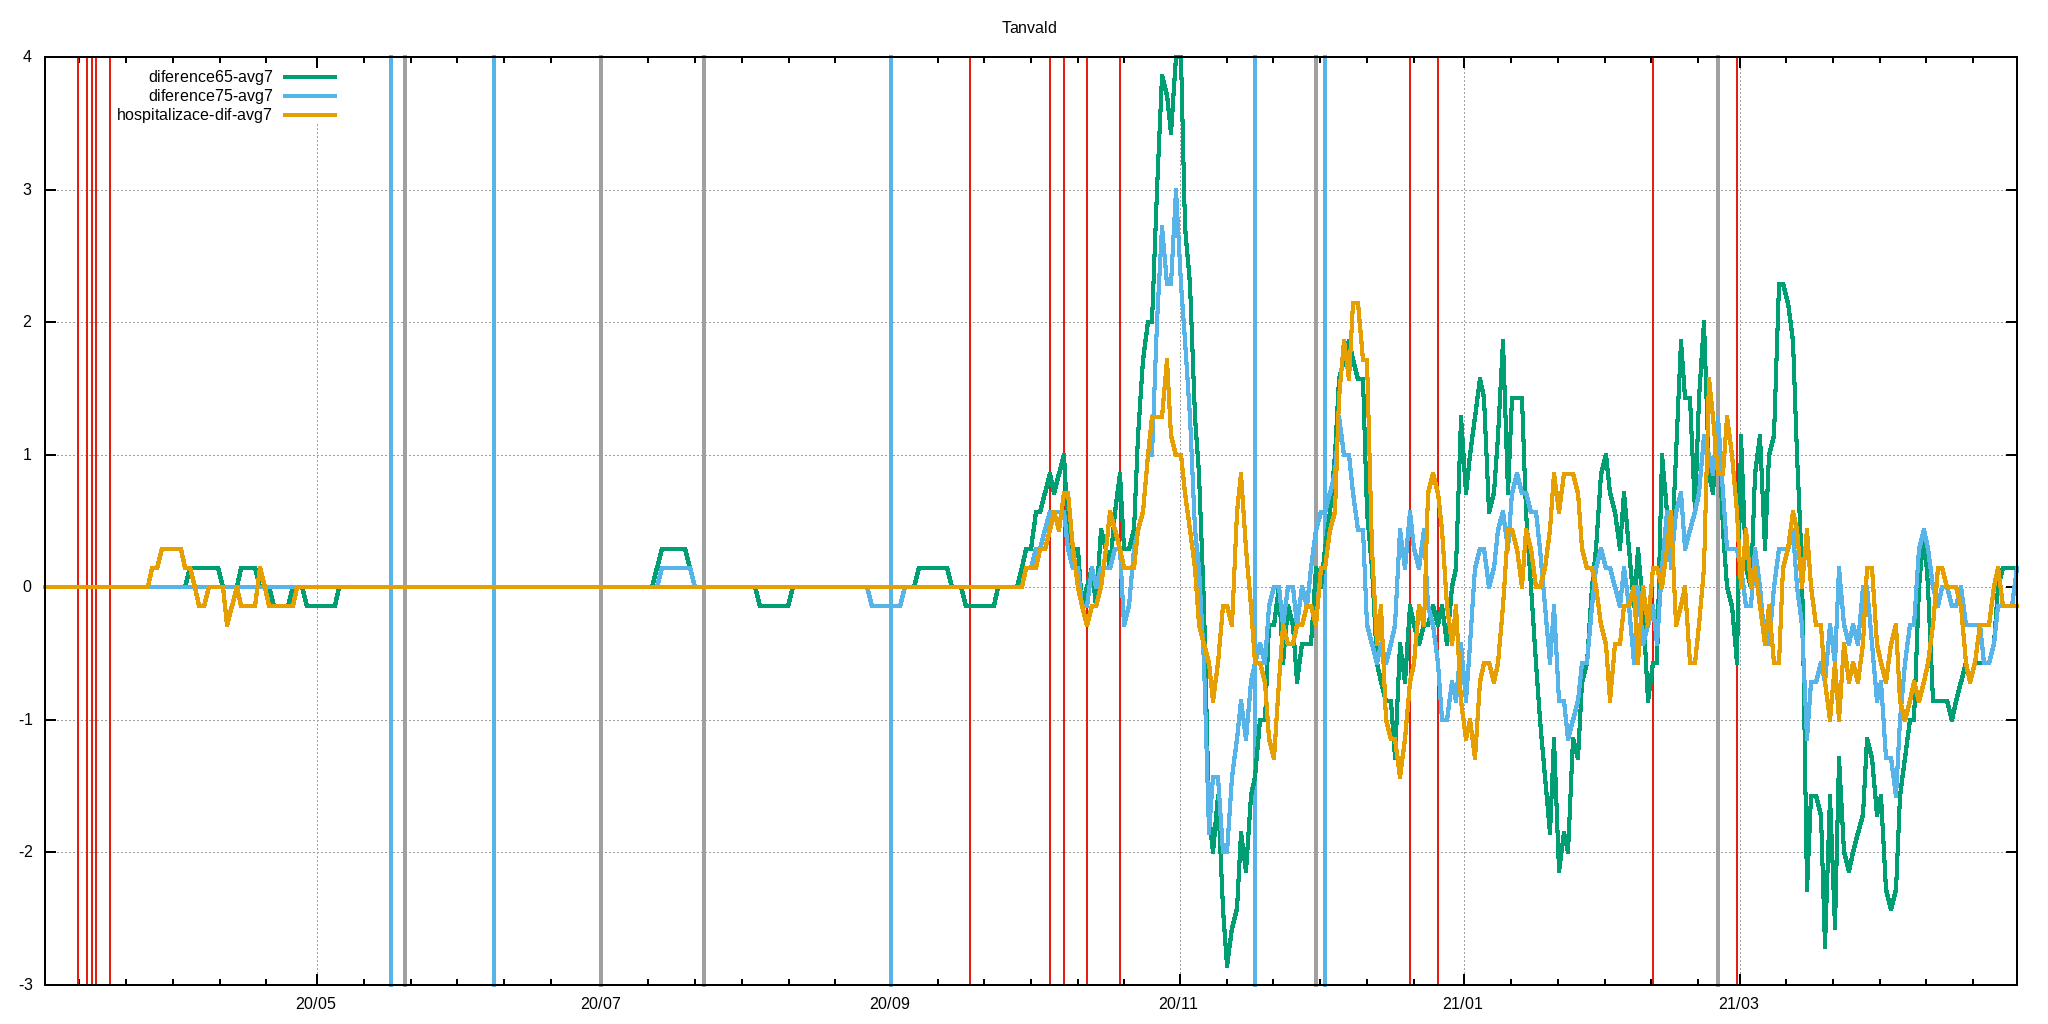 Tanvald
diference65-avg7
diference75-avg7
hospitalizace-dif-avg7
4
3
2
1
0
-1
-2
-3
20/05 20/07 20/09 20/11 21/01 21/03